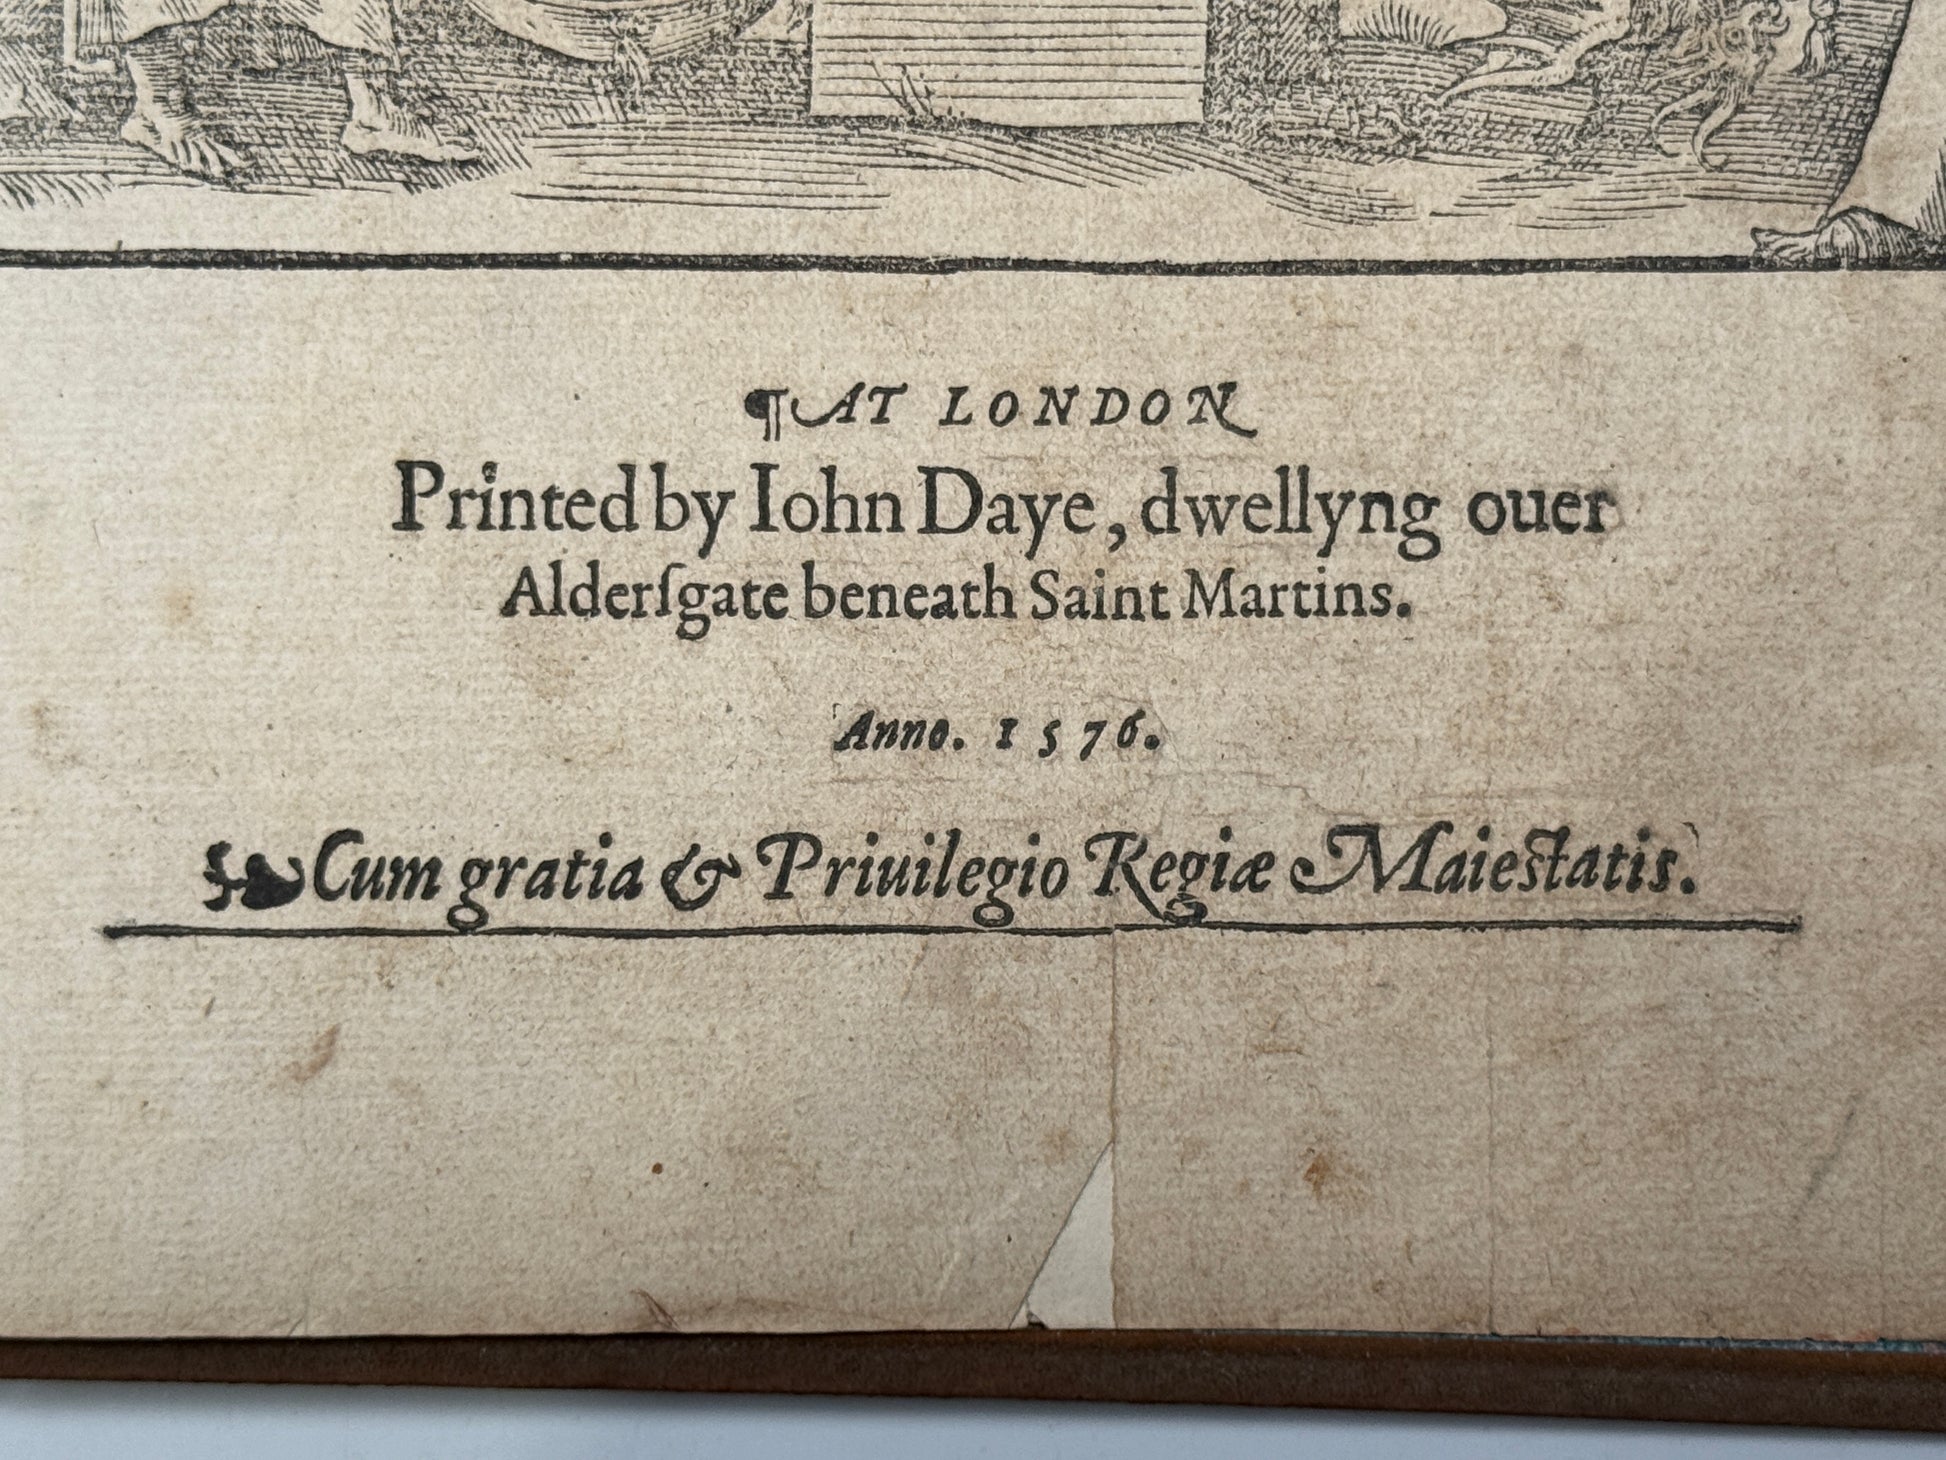 ¶AT LONDON
Printed by Iohn Daye, dwellyng ouer
Alderſgate beneath Saint Martins.
Anno. 1576.
❧Cum gratia & Priuilegio Regiæ Maieſtatis.